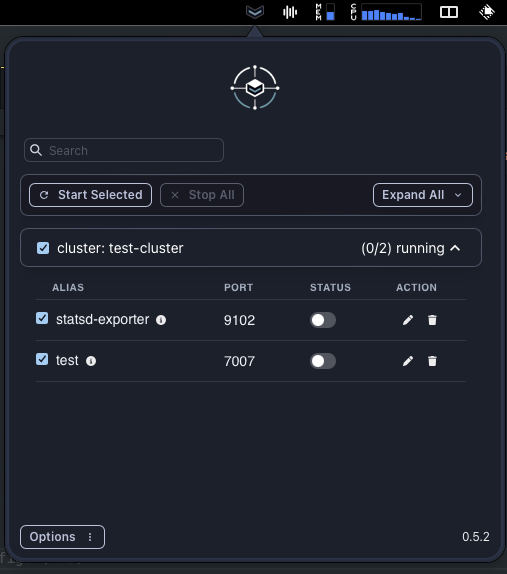 MEM CPU
Search
Start Selected Stop All Expand All
cluster: test-cluster (0/2) running
ALIAS PORT STATUS ACTION
statsd-exporter 9102
test 7007
Options 0.5.2
fig